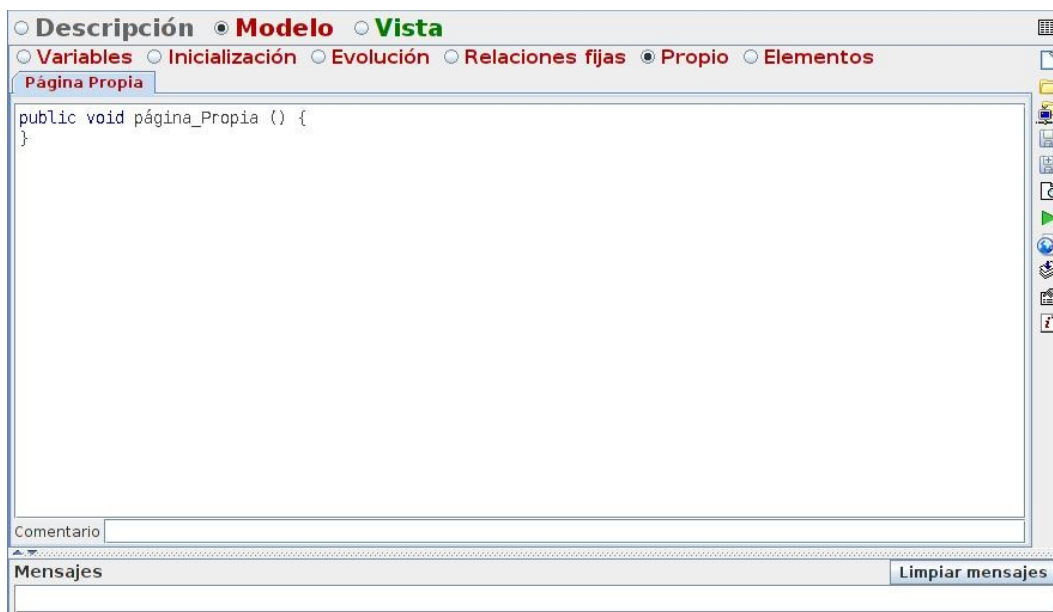 Descripción Modelo Vista
Variables Inicialización Evolución Relaciones fijas Propio Elementos
Página Propia
public void página_Propia () {
}
Comentario
Mensajes Limpiar mensajes